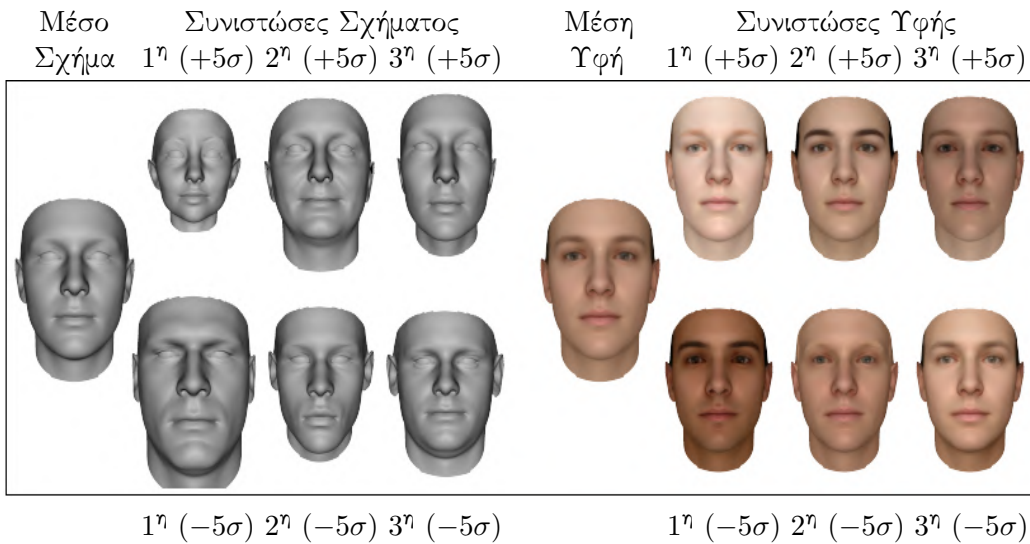 Μέσο Συνιστώσες Σχήματος Μέση Συνιστώσες Υφής
Σχήμα 1η (+5σ) 2η (+5σ) 3η (+5σ) Υφή 1η (+5σ) 2η (+5σ) 3η (+5σ)
1η (−5σ) 2η (−5σ) 3η (−5σ) 1η (−5σ) 2η (−5σ) 3η (−5σ)